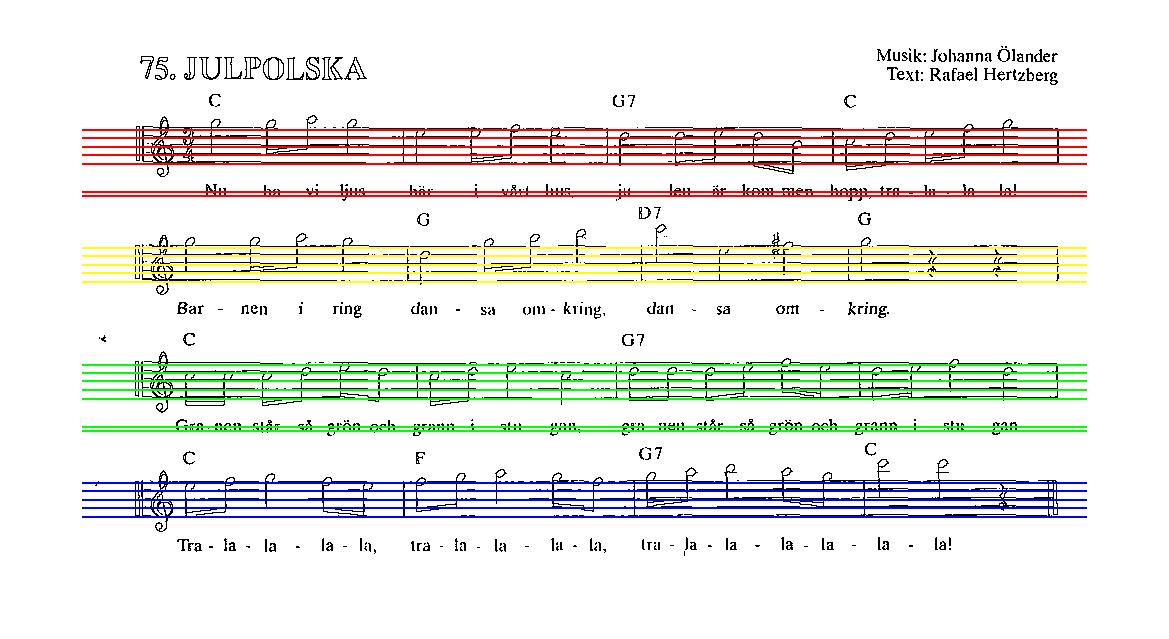 75. JULPOLSKA
Musik: Johanna Ölander
Text: Rafael Hertzberg
C G7 C
Nu ha vi ljus här i vårt hus, ju - len är kom-men hopp, tra - la - la la!
G D7 G
Bar - nen i ring dan - sa om - kring, dan - sa om - kring.
C G7
Gra-nen står så grön och grann i stu - gan, gra-nen står så grön och grann i stu - gan
C F G7 C
Tra - la - la - la - la, tra - la - la - la - la, tra - la - la - la - la - la - la!